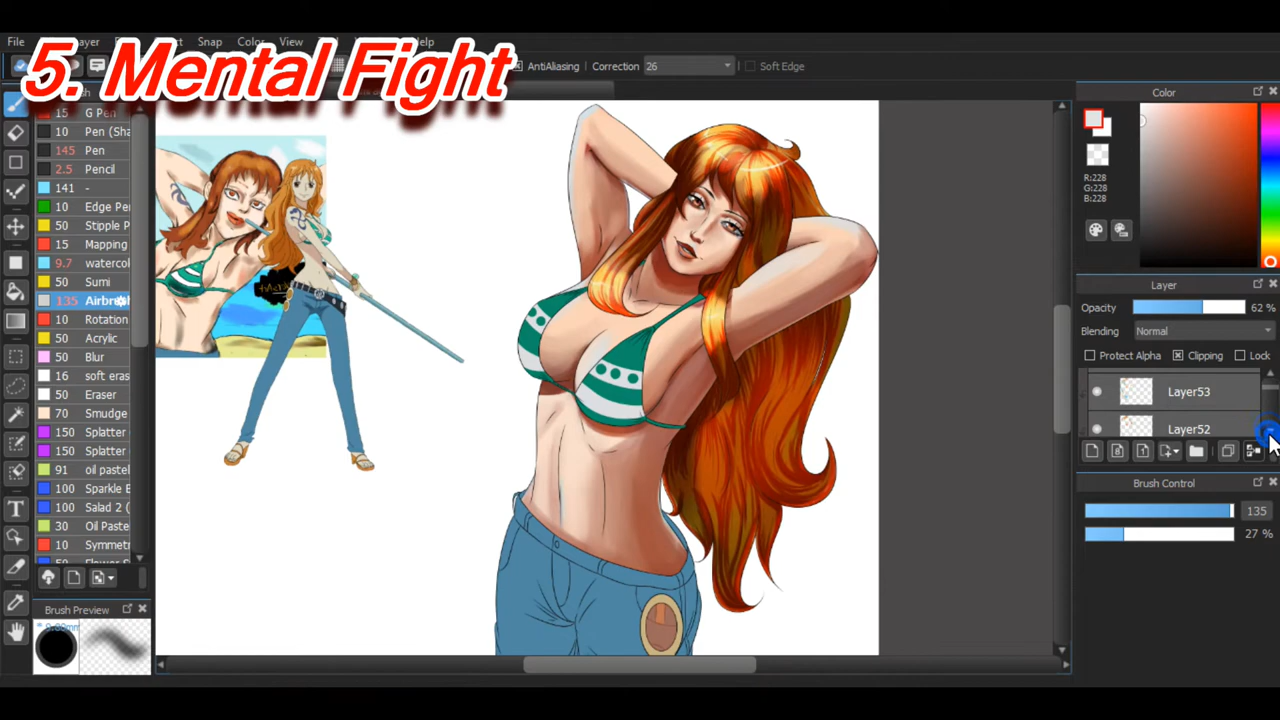 5. Mental Fight
File
Layer
Snap
Color
View
Help
AntiAliasing
Correction
26
Soft Edge
15 G Pen
10 Pen (Sha
145 Pen
2.5 Pencil
141 -
10 Edge Pen
50 Stipple P
15 Mapping
9.7 watercol
50 Sumi
135 Airbrush
10 Rotation
50 Acrylic
50 Blur
16 soft eras
50 Eraser
70 Smudge
150 Splatter
150 Splatter
91 oil pastel
100 Sparkle
100 Salad 2 (
30 Oil Pastel
10 Symmetr
Brush Preview
Color
R:228
G:228
B:228
Layer
Opacity
62 %
Blending
Normal
Protect Alpha
Clipping
Lock
Layer53
Layer52
Brush Control
135
27 %